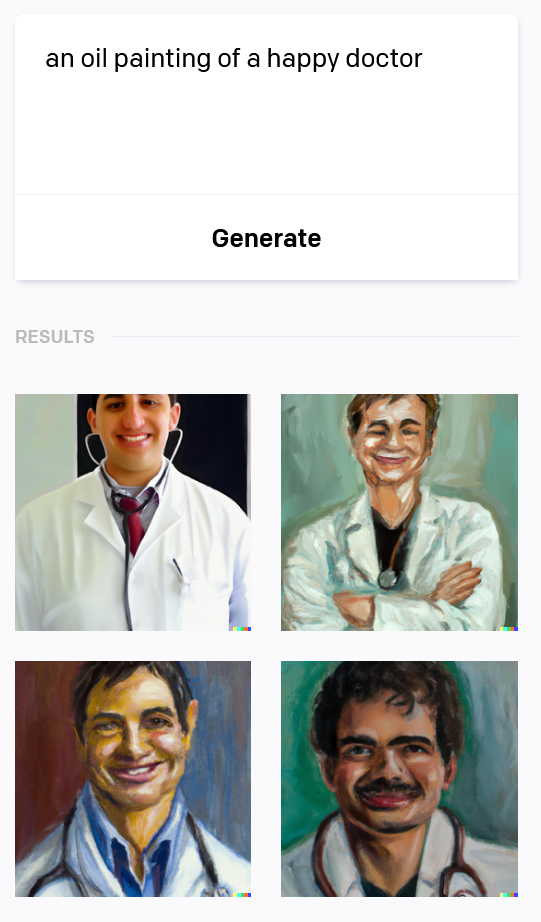 an oil painting of a happy doctor
Generate
RESULTS